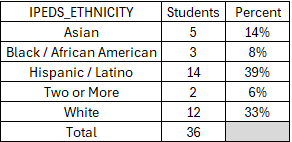 IPEDS_ETHNICITY Students Percent
Asian 5 14%
Black / African American 3 8%
Hispanic / Latino 14 39%
Two or More 2 6%
White 12 33%
Total 36